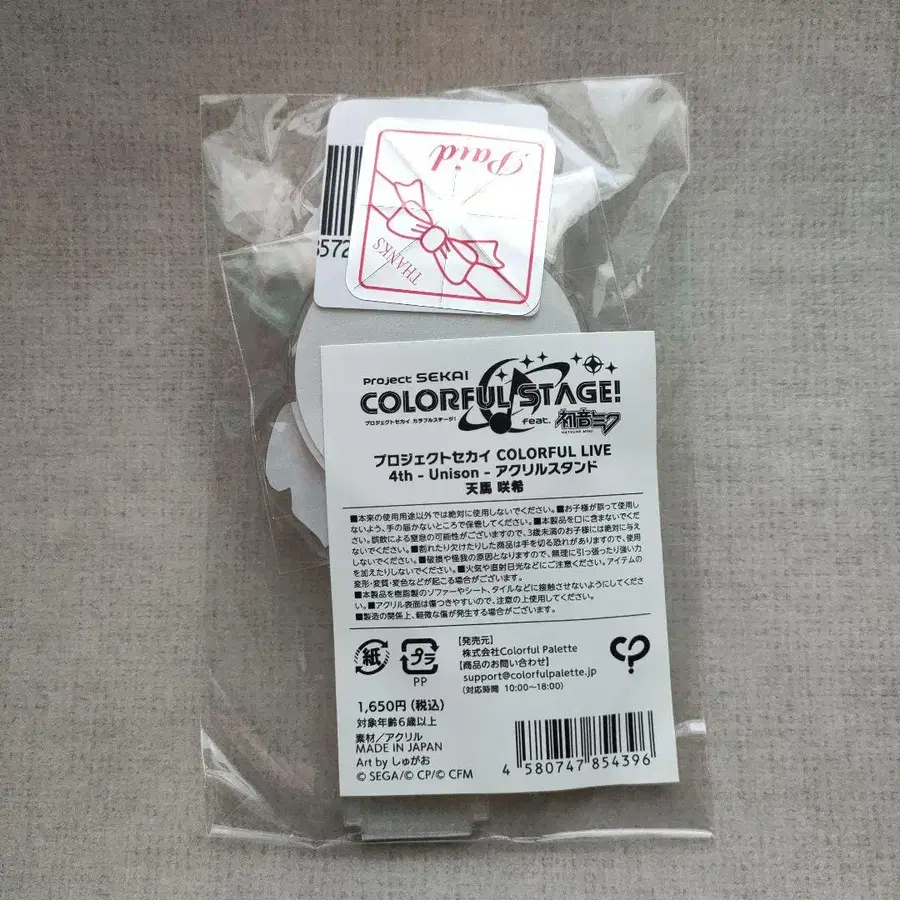 Paid
THANKS
8572
Project SEKAI
COLORFUL STAGE!
プロジェクトセカイ カラフルステージ！
feat. 初音ミク
HATSUNE MIKU
プロジェクトセカイ COLORFUL LIVE
4th - Unison - アクリルスタンド
天馬 咲希
■本来の使用用途以外では絶対に使用しないでください。■お子様が誤って使用し
ないよう、手の届かないところで保管してください。■本製品を口に含まないでくだ
さい。誤飲による窒息の可能性がございますので、3歳未満のお子様には絶対に与え
ないでください。■割れたり欠けたりした商品は手を切る恐れがありますので、使用
しないでください。■破損や怪我の原因となりますので、無理に引っ張ったり強い力
を加えたりしないでください。■火気や直射日光などにご注意ください。アイテムの
変形・変質・変色などが起こる場合がございます。
■本製品を樹脂製のソファーやシート、タイルなどに接触させないようにしてくださ
い。■アクリル表面は傷つきやすいので、注意の上使用してください。
■製造の関係上、軽微な傷が発生する場合がございます。
紙
プラ
PP
【発売元】
株式会社Colorful Palette
【商品のお問い合わせ】
support@colorfulpalette.jp
(対応時間 10:00~18:00)
1,650円(税込)
対象年齢6歳以上
素材/アクリル
MADE IN JAPAN
Art by しゅがお
© SEGA/© CP/© CFM
4 580747 854396